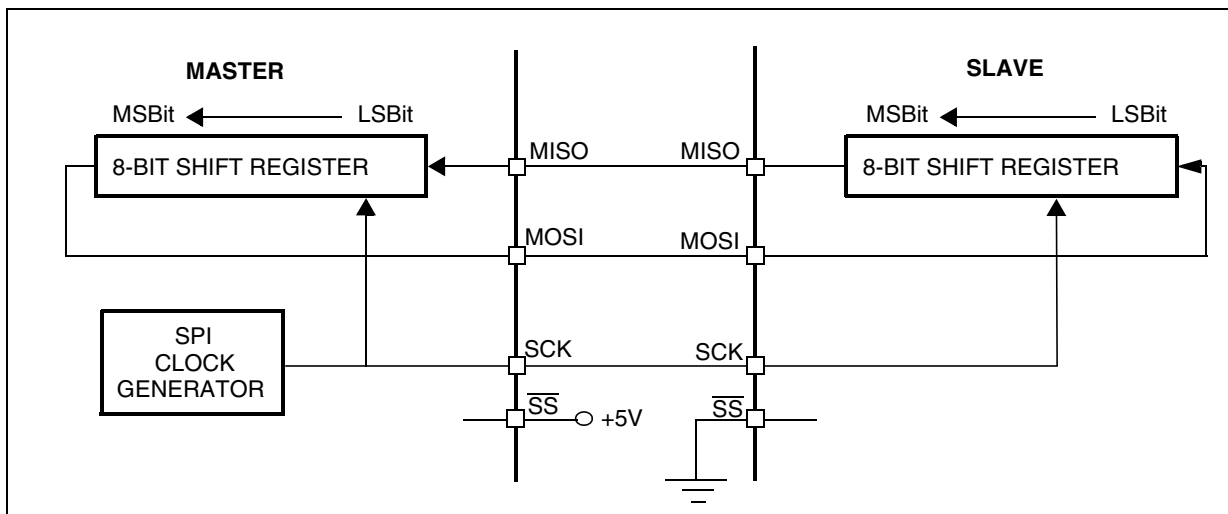 MASTER
SLAVE
MSBit LSBit
MSBit LSBit
8-BIT SHIFT REGISTER
MISO
MISO
8-BIT SHIFT REGISTER
MOSI
MOSI
SPI
CLOCK
GENERATOR
SCK
SCK
SS
+5V
SS